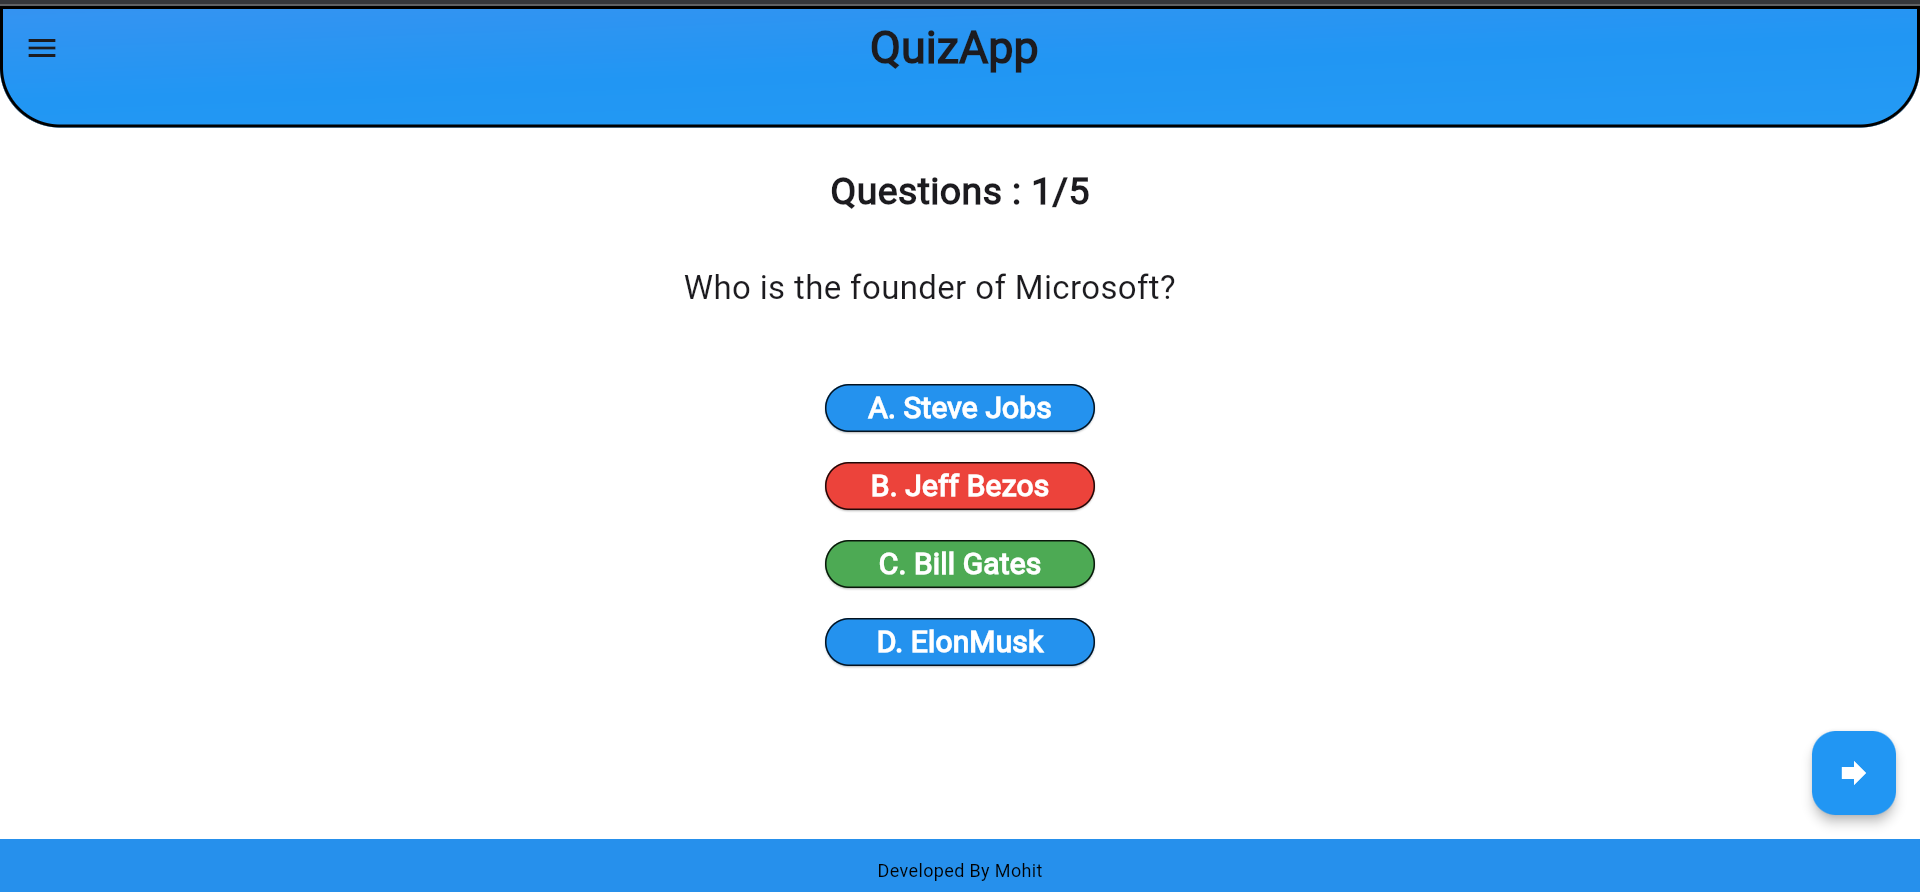 QuizApp
Questions : 1/5
Who is the founder of Microsoft?
A. Steve Jobs
B. Jeff Bezos
C. Bill Gates
D. ElonMusk
Developed By Mohit